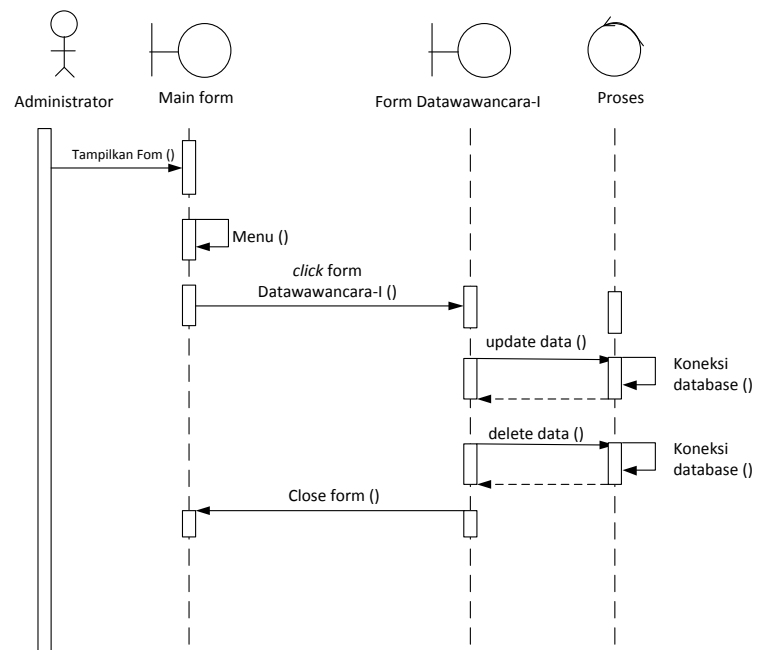 Administrator
Main form
Form Datawawancara-I
Proses
Tampilkan Fom ()
Menu ()
click form
Datawawancara-I ()
update data ()
Koneksi
database ()
delete data ()
Koneksi
database ()
Close form ()